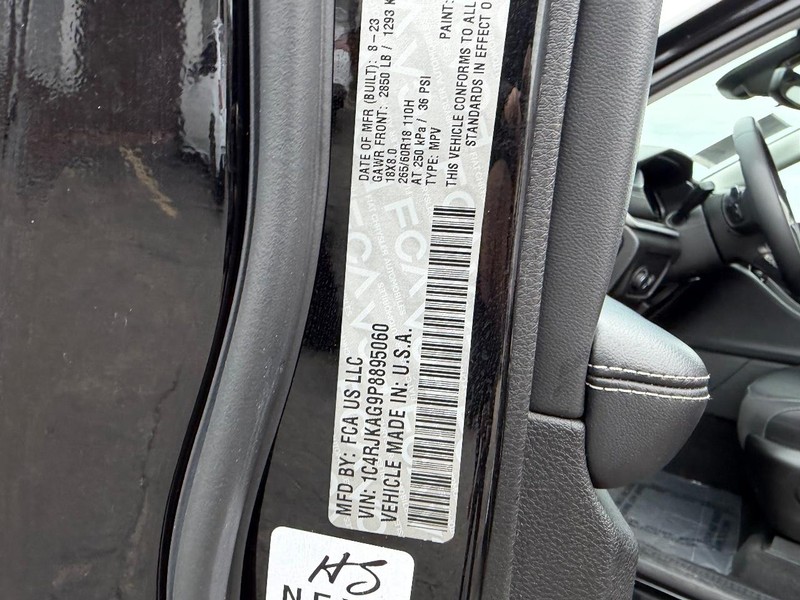 MFD BY: FCA US LLC
VIN: 1C4RJKAG9P8895060
VEHICLE MADE IN: U.S.A.
DATE OF MFR (BUILT): 8-23
GAWR FRONT: 2850 LB / 1293 K
18X8.0
265/60R18 110H
AT 250 kPa / 36 PSI
TYPE: MPV
PAINT:
THIS VEHICLE CONFORMS TO ALL
STANDARDS IN EFFECT O
HS